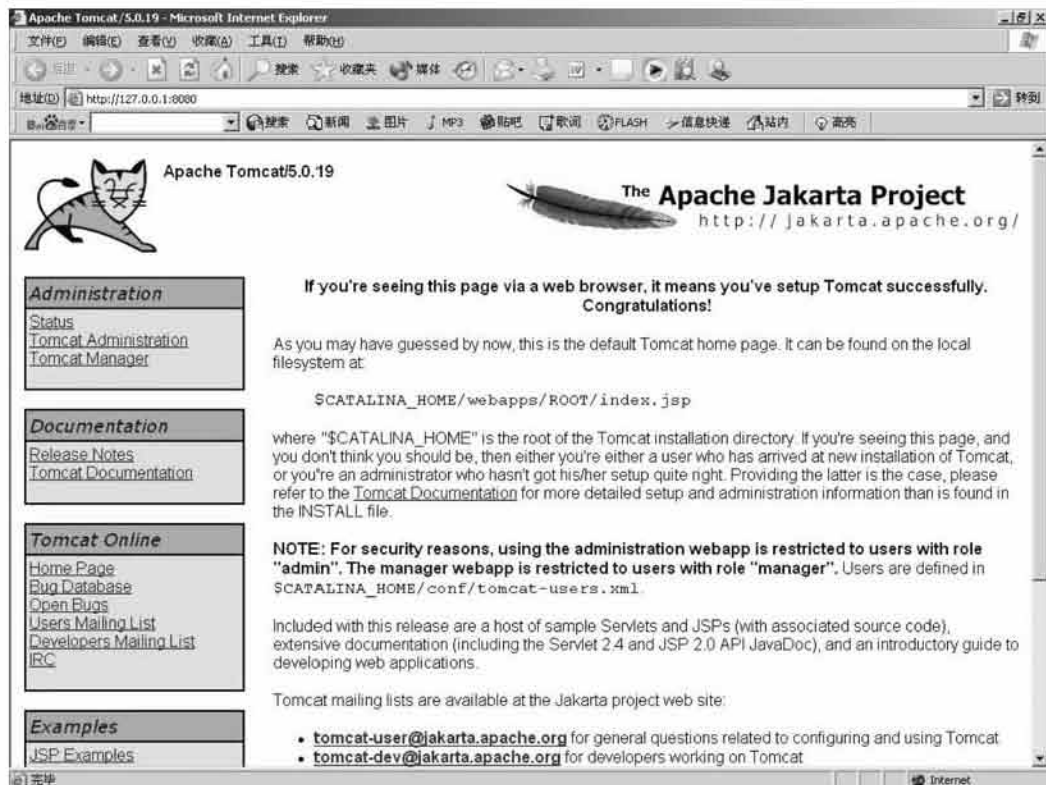 Apache Tomcat/5.0.19 - Microsoft Internet Explorer
文件(F) 编辑(E) 查看(V) 收藏(A) 工具(T) 帮助(H)
后退 搜索 收藏夹 媒体
地址(D) http://127.0.0.1:8080 转到
搜索 新闻 图片 MP3 贴吧 歌词 FLASH 信息快递 站内 高亮
Apache Tomcat/5.0.19
The Apache Jakarta Project
http://jakarta.apache.org/
Administration
Status
Tomcat Administration
Tomcat Manager
Documentation
Release Notes
Tomcat Documentation
Tomcat Online
Home Page
Bug Database
Open Bugs
Users Mailing List
Developers Mailing List
IRC
Examples
JSP Examples
If you're seeing this page via a web browser, it means you've setup Tomcat successfully.
Congratulations!
As you may have guessed by now, this is the default Tomcat home page. It can be found on the local
filesystem at:
$CATALINA_HOME/webapps/ROOT/index.jsp
where "$CATALINA_HOME" is the root of the Tomcat installation directory. If you're seeing this page, and
you don't think you should be, then either you're either a user who has arrived at new installation of Tomcat,
or you're an administrator who hasn't got his/her setup quite right. Providing the latter is the case, please
refer to the Tomcat Documentation for more detailed setup and administration information than is found in
the INSTALL file.
NOTE: For security reasons, using the administration webapp is restricted to users with role
"admin". The manager webapp is restricted to users with role "manager". Users are defined in
$CATALINA_HOME/conf/tomcat-users.xml.
Included with this release are a host of sample Servlets and JSPs (with associated source code),
extensive documentation (including the Servlet 2.4 and JSP 2.0 API JavaDoc), and an introductory guide to
developing web applications.
Tomcat mailing lists are available at the Jakarta project web site:
• tomcat-user@jakarta.apache.org for general questions related to configuring and using Tomcat
• tomcat-dev@jakarta.apache.org for developers working on Tomcat
完毕 Internet